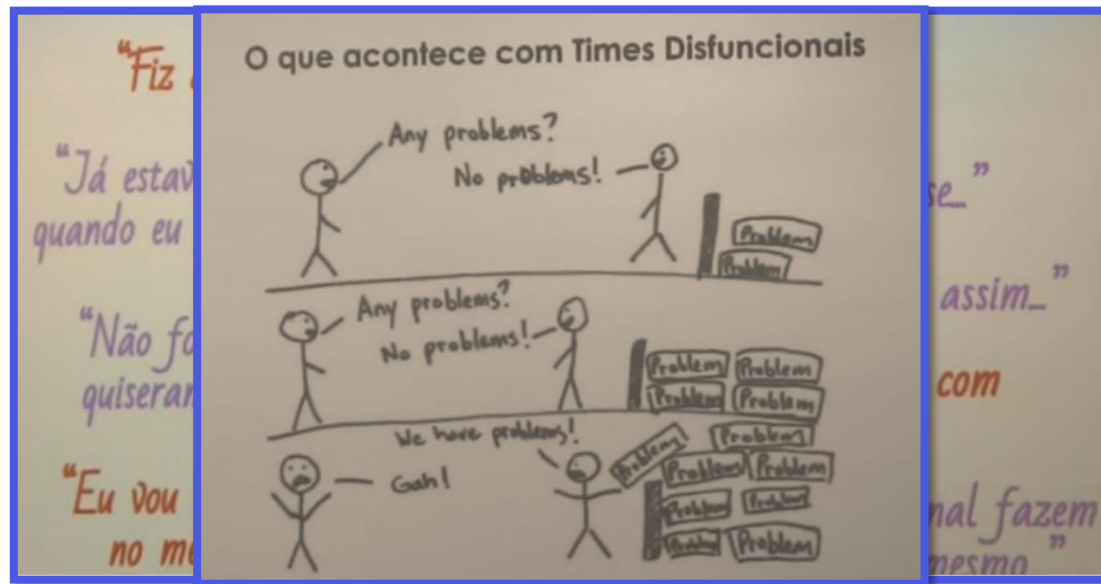 "Fiz
"Já estav
quando eu
"Não fo
quiseram
"Eu vou
no me
O que acontece com Times Disfuncionais
Any problems?
No problems!
Problem
Problem
Any problems?
No problems!
Problem Problem
Problem Problem
We have problems!
Gah!
Problem Problem
Problem Problem
Problem Problem
Problem Problem
se..."
assim..."
com
nal fazem
mesmo."